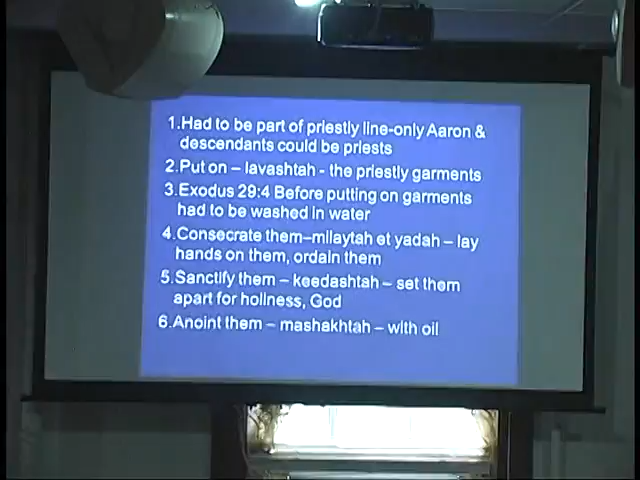 1.Had to be part of priestly line-only Aaron &
descendants could be priests
2.Put on – lavashtah - the priestly garments
3.Exodus 29:4 Before putting on garments
had to be washed in water
4.Consecrate them–milaytah et yadah – lay
hands on them, ordain them
5.Sanctify them – keedashtah – set them
apart for holiness, God
6.Anoint them – mashakhtah – with oil